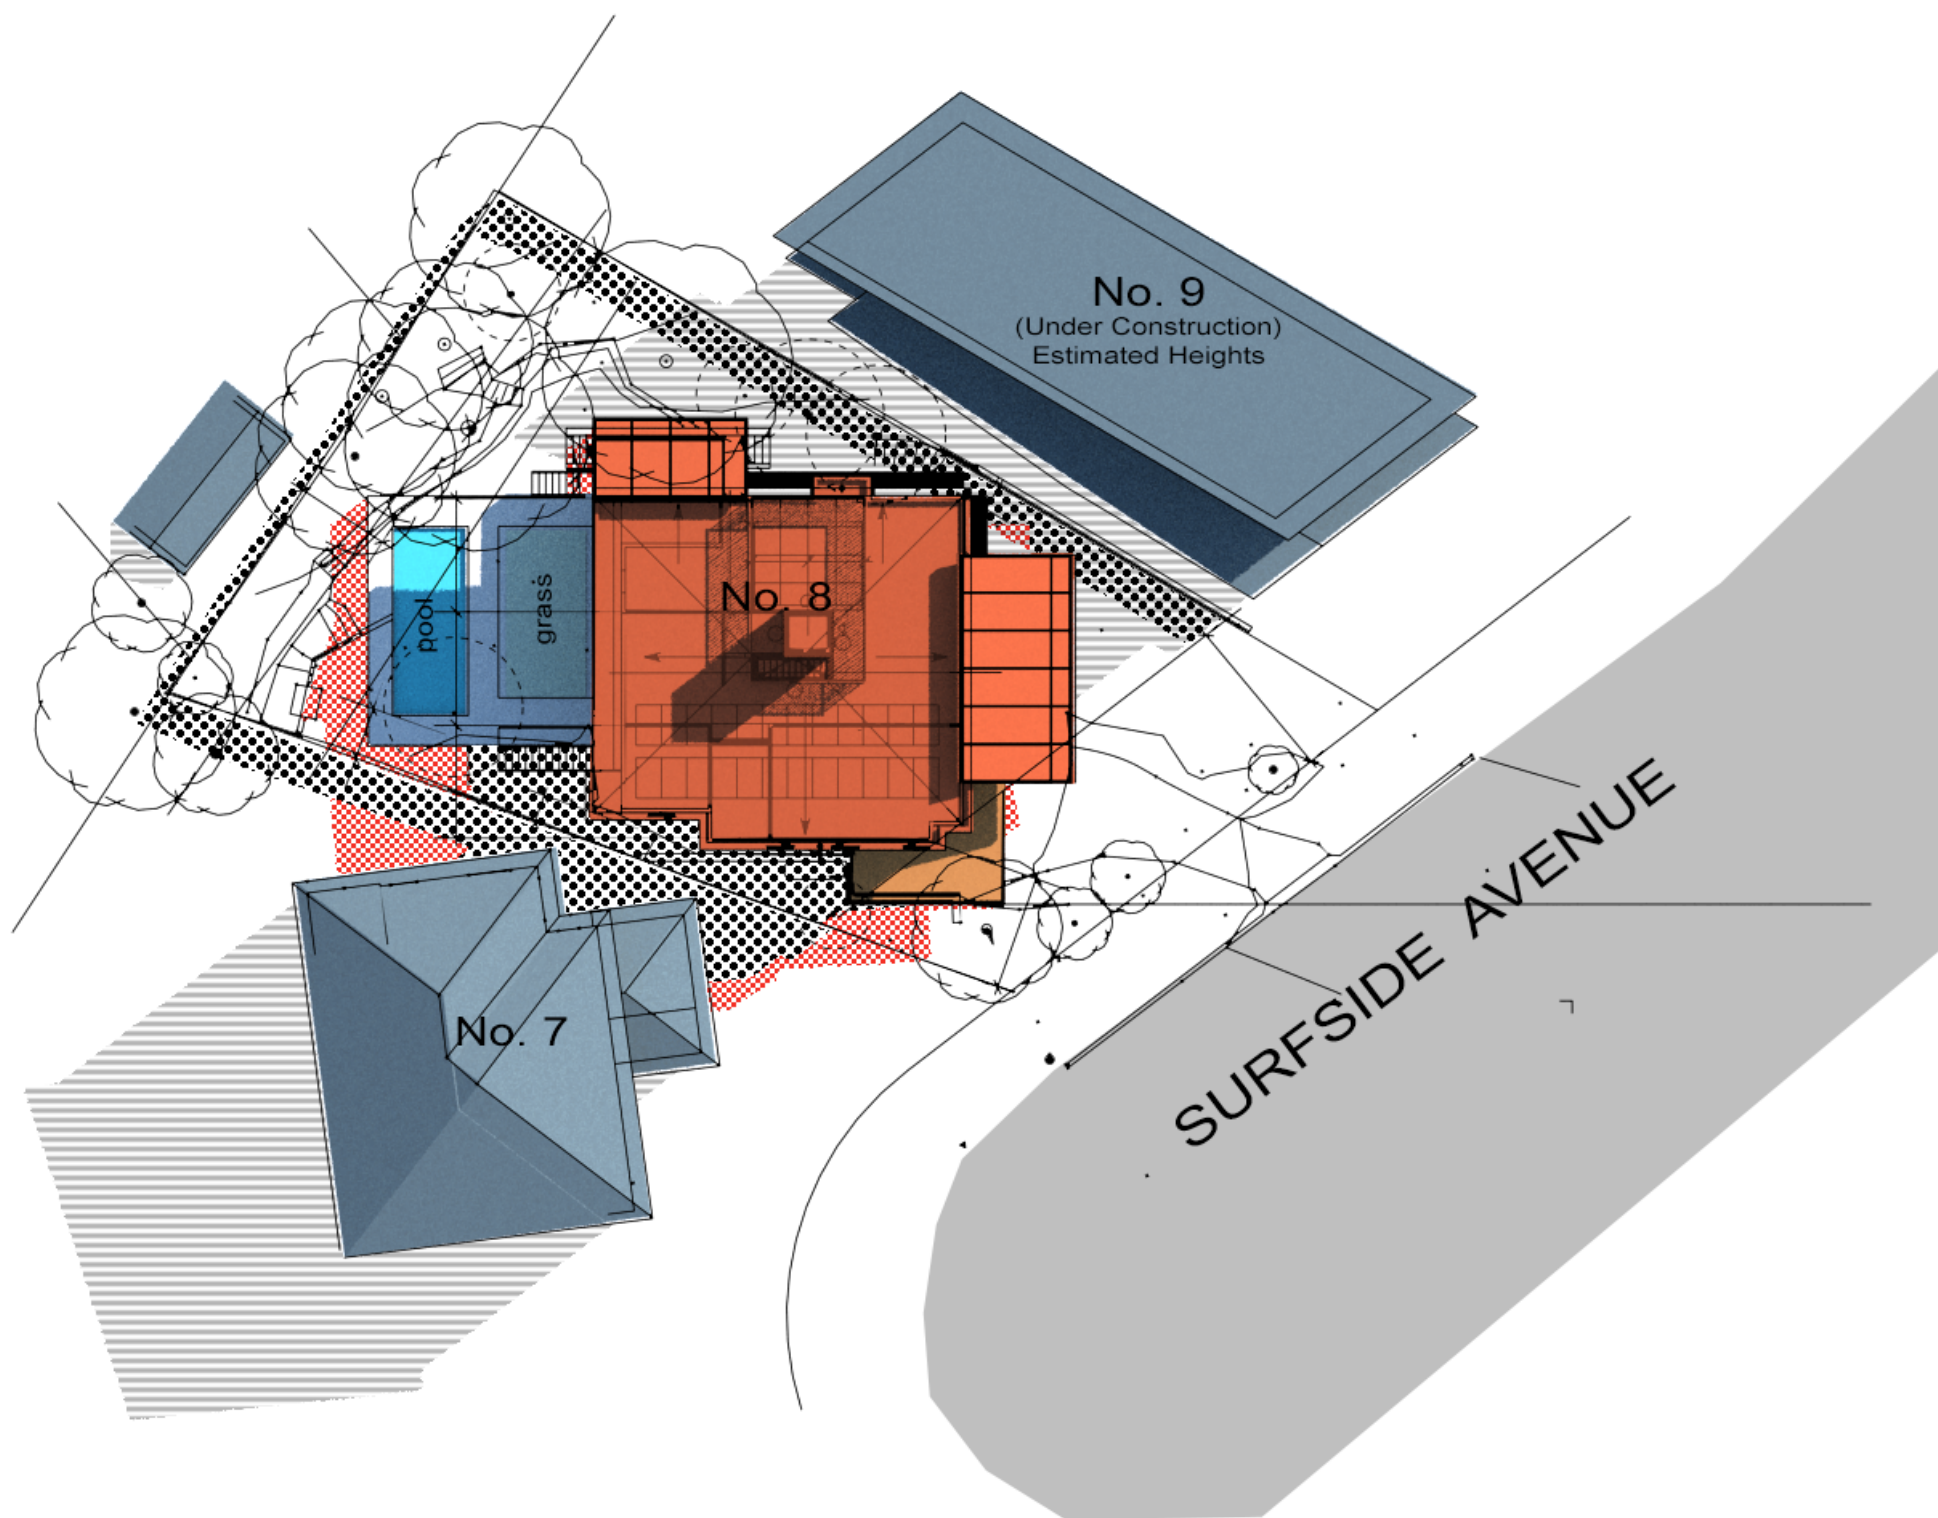 No. 9
(Under Construction)
Estimated Heights
No. 8
pool
grass
No. 7
SURFSIDE AVENUE